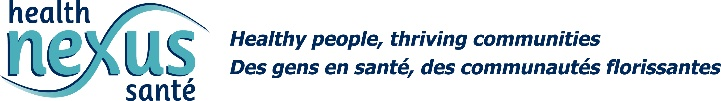 health
nexus
santé
Healthy people, thriving communities
Des gens en santé, des communautés florissantes